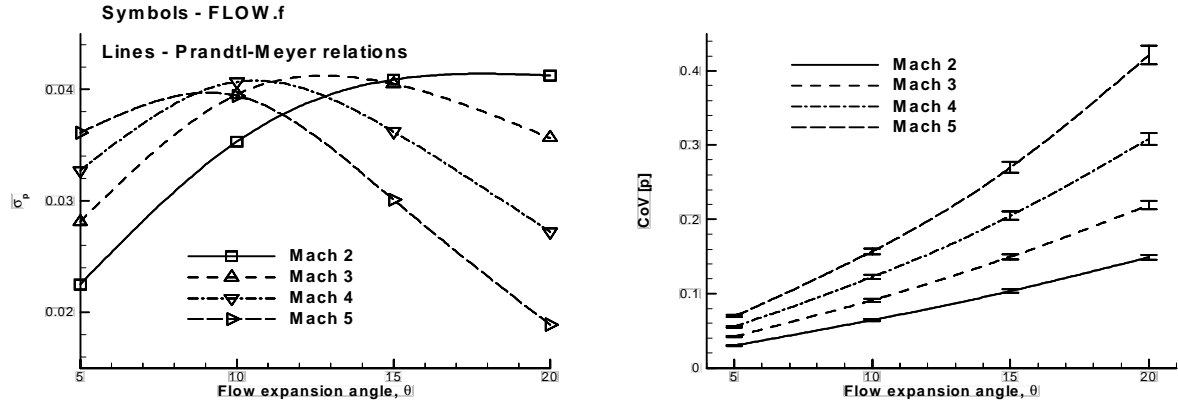 Symbols - FLOW.f
Lines - Prandtl-Meyer relations
0.04
0.03
0.02
σp
Mach 2
Mach 3
Mach 4
Mach 5
5
10
15
20
Flow expansion angle, θ
0.4
0.3
0.2
0.1
0
CoV [p]
Mach 2
Mach 3
Mach 4
Mach 5
5
10
15
20
Flow expansion angle, θ